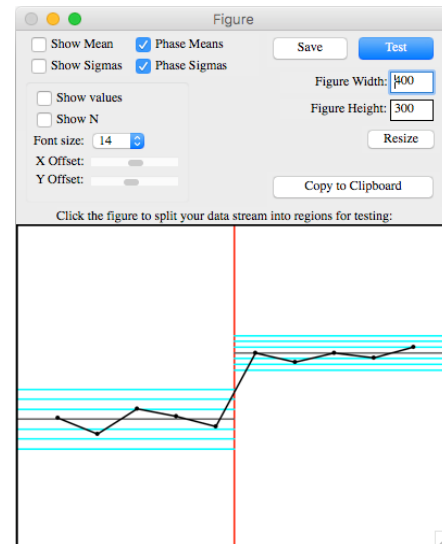 Figure
Show Mean Phase Means Save Test
Show Sigmas Phase Sigmas
Figure Width: 400
Show values
Figure Height: 300
Show N
Font size: 14 Resize
X Offset:
Y Offset:
Copy to Clipboard
Click the figure to split your data stream into regions for testing: